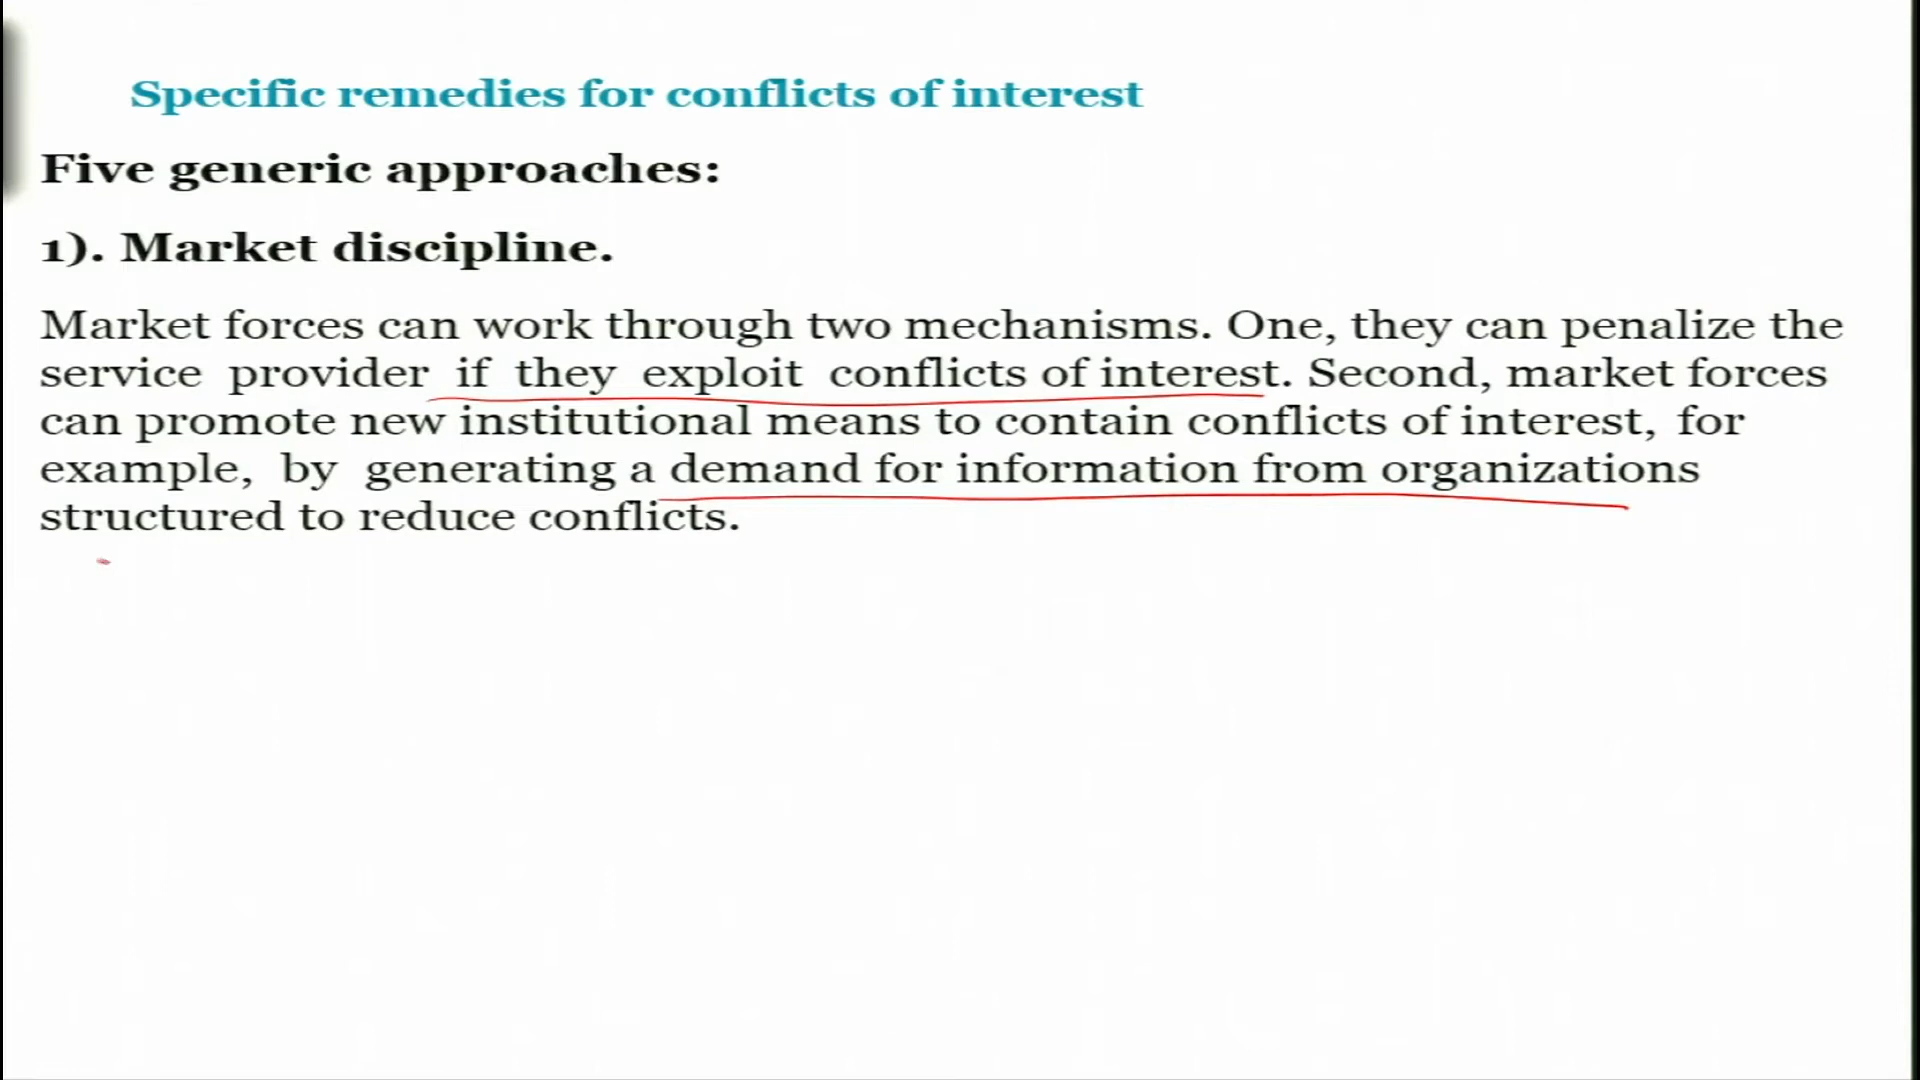 Specific remedies for conflicts of interest
Five generic approaches:
1). Market discipline.
Market forces can work through two mechanisms. One, they can penalize the
service provider if they exploit conflicts of interest. Second, market forces
can promote new institutional means to contain conflicts of interest, for
example, by generating a demand for information from organizations
structured to reduce conflicts.